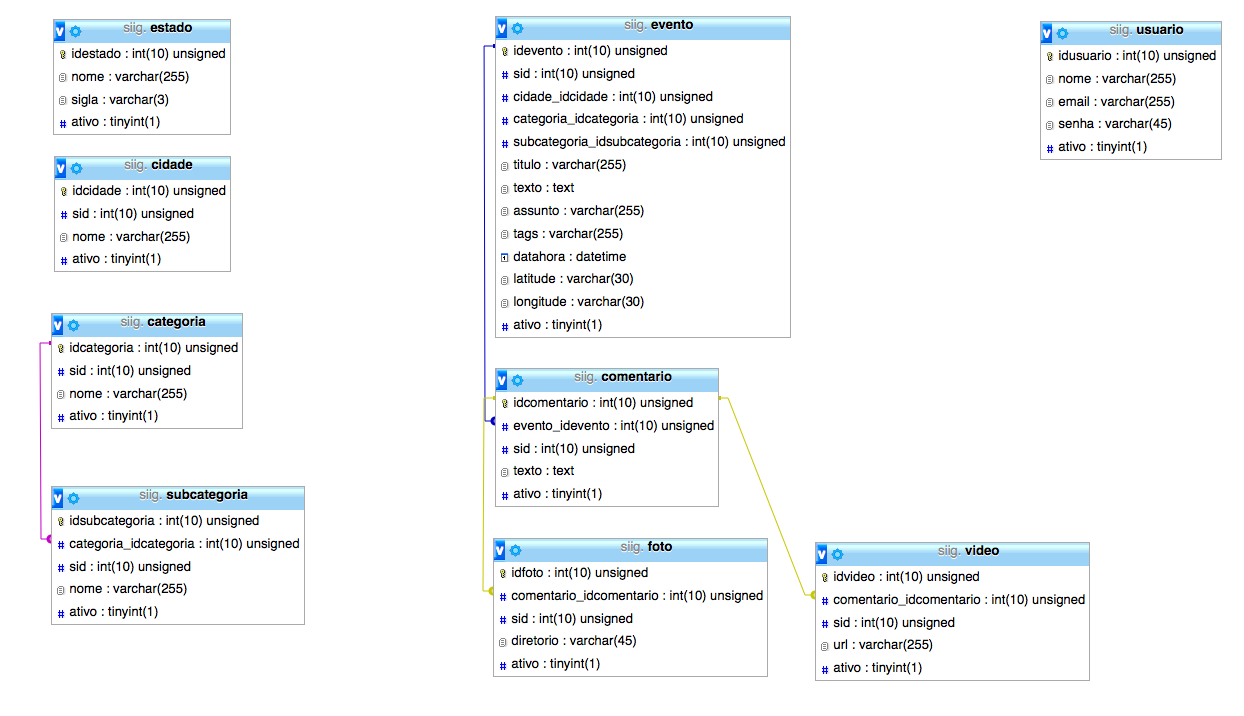 siig. estado
idestado : int(10) unsigned
nome : varchar(255)
sigla : varchar(3)
ativo : tinyint(1)
siig. cidade
idcidade : int(10) unsigned
sid : int(10) unsigned
nome : varchar(255)
ativo : tinyint(1)
siig. categoria
idcategoria : int(10) unsigned
sid : int(10) unsigned
nome : varchar(255)
ativo : tinyint(1)
siig. subcategoria
idsubcategoria : int(10) unsigned
categoria_idcategoria : int(10) unsigned
sid : int(10) unsigned
nome : varchar(255)
ativo : tinyint(1)
siig. evento
idevento : int(10) unsigned
sid : int(10) unsigned
cidade_idcidade : int(10) unsigned
categoria_idcategoria : int(10) unsigned
subcategoria_idsubcategoria : int(10) unsigned
titulo : varchar(255)
texto : text
assunto : varchar(255)
tags : varchar(255)
datahora : datetime
latitude : varchar(30)
longitude : varchar(30)
ativo : tinyint(1)
siig. comentario
idcomentario : int(10) unsigned
evento_idevento : int(10) unsigned
sid : int(10) unsigned
texto : text
ativo : tinyint(1)
siig. foto
idfoto : int(10) unsigned
comentario_idcomentario : int(10) unsigned
sid : int(10) unsigned
diretorio : varchar(45)
ativo : tinyint(1)
siig. video
idvideo : int(10) unsigned
comentario_idcomentario : int(10) unsigned
sid : int(10) unsigned
url : varchar(255)
ativo : tinyint(1)
siig. usuario
idusuario : int(10) unsigned
nome : varchar(255)
email : varchar(255)
senha : varchar(45)
ativo : tinyint(1)